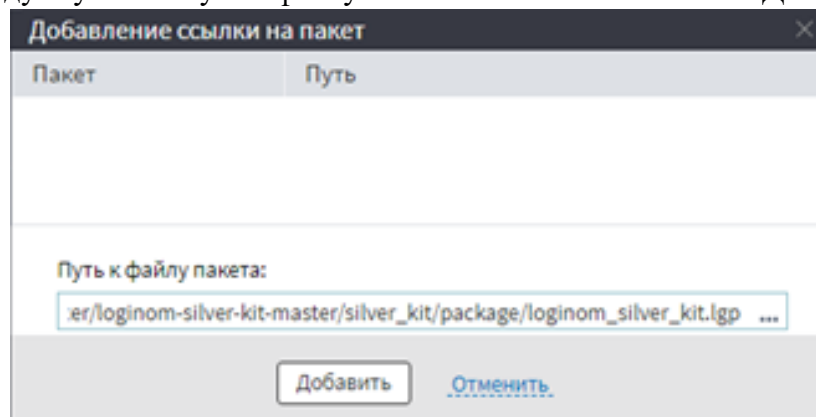 Добавление ссылки на пакет
Пакет Путь
Путь к файлу пакета:
:er/loginom-silver-kit-master/silver_kit/package/loginom_silver_kit.lgp ...
Добавить Отменить